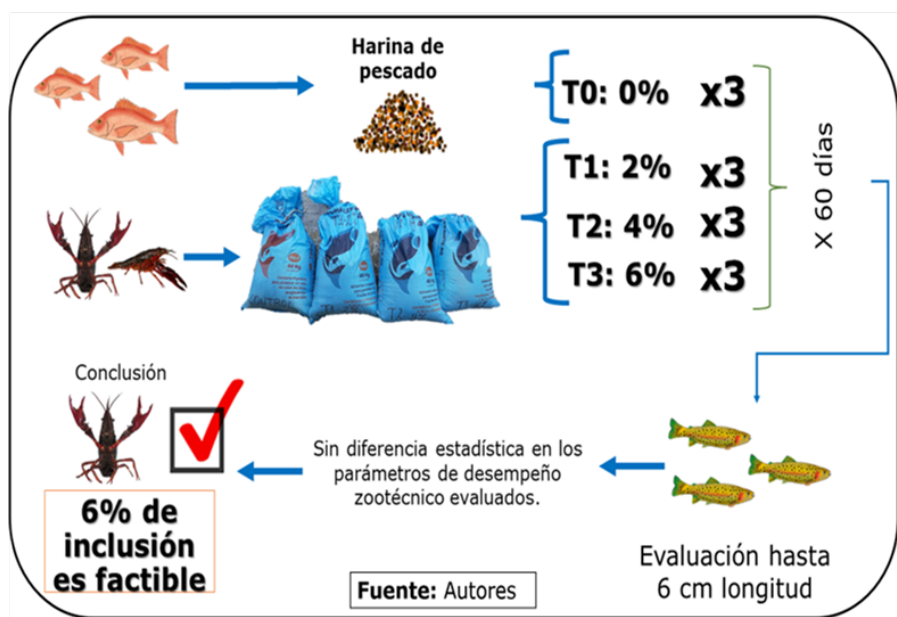 Harina de
pescado
T0: 0% x3
T1: 2% x3
T2: 4% x3
T3: 6% x3
X 60 días
Conclusión
Sin diferencia estadística en los
parámetros de desempeño
zootécnico evaluados.
6% de
inclusión
es factible
Evaluación hasta
6 cm longitud
Fuente: Autores